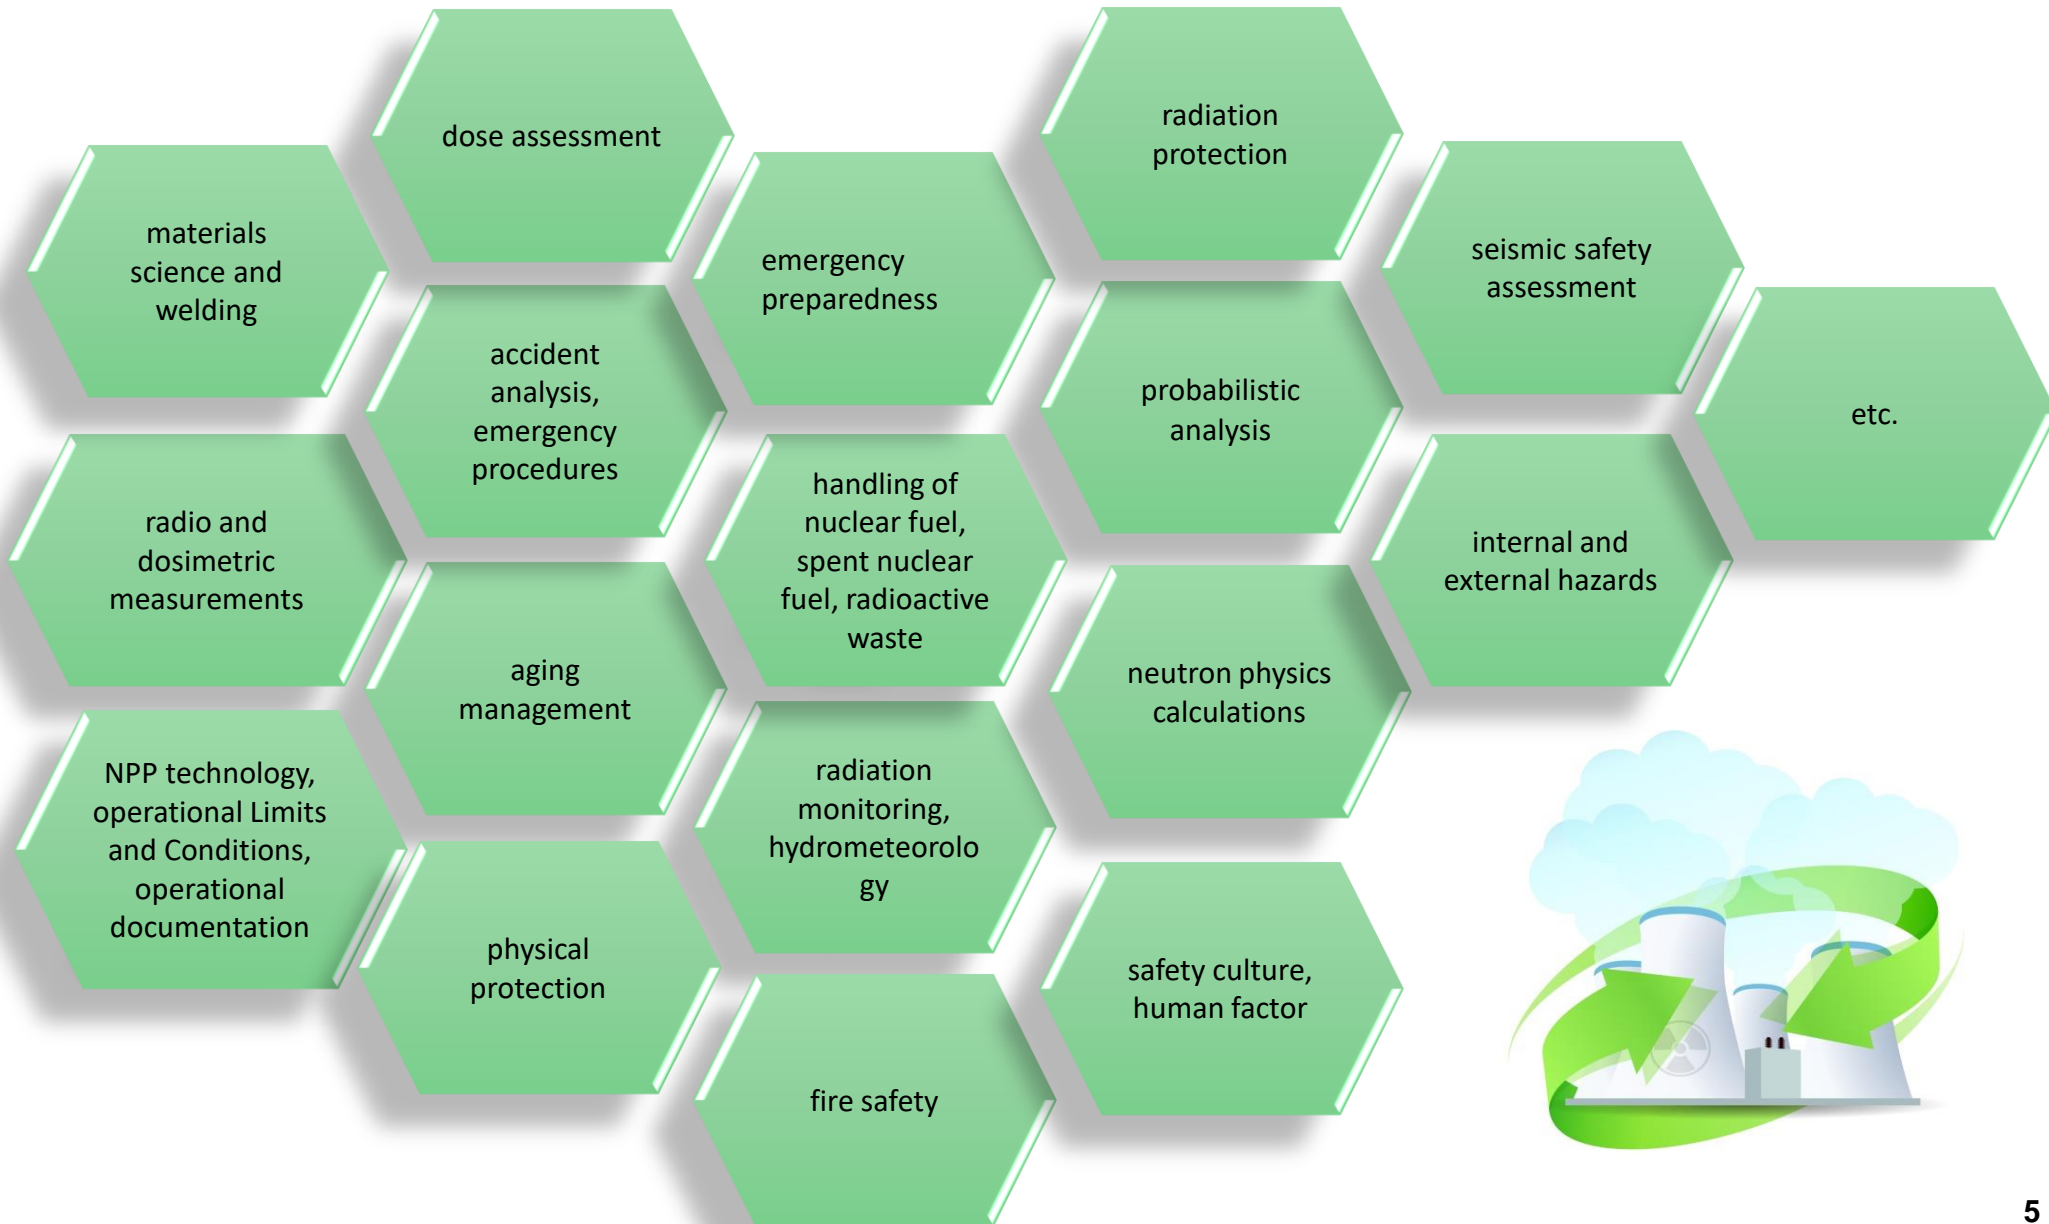 dose assessment
radiation
protection
materials
science and
welding
emergency
preparedness
seismic safety
assessment
accident
analysis,
emergency
procedures
probabilistic
analysis
etc.
radio and
dosimetric
measurements
handling of
nuclear fuel,
spent nuclear
fuel, radioactive
waste
internal and
external hazards
aging
management
neutron physics
calculations
NPP technology,
operational Limits
and Conditions,
operational
documentation
radiation
monitoring,
hydrometeorolo
gy
physical
protection
safety culture,
human factor
fire safety
5